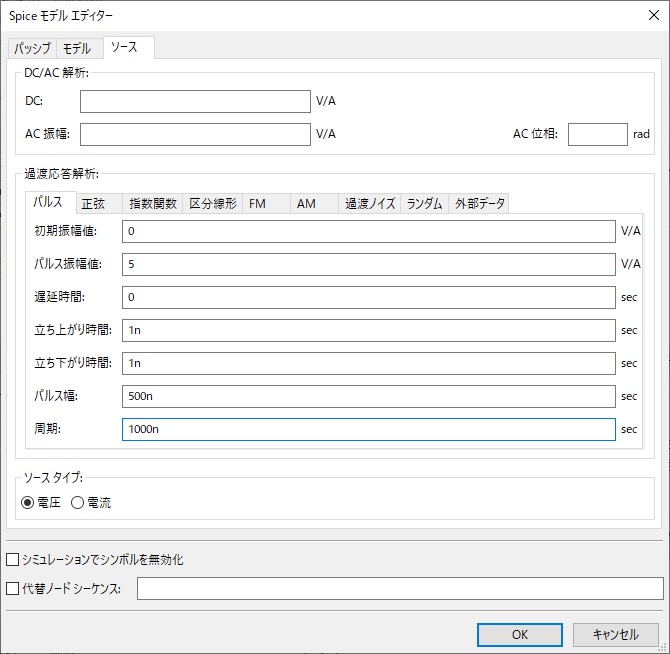 Spice モデル エディター
パッシブ モデル ソース
DC/AC 解析:
DC: V/A
AC 振幅: V/A AC 位相: rad
過渡応答解析:
パルス 正弦 指数関数 区分線形 FM AM 過渡ノイズ ランダム 外部データ
初期振幅値: 0 V/A
パルス振幅値: 5 V/A
遅延時間: 0 sec
立ち上がり時間: 1n sec
立ち下がり時間: 1n sec
パルス幅: 500n sec
周期: 1000n sec
ソース タイプ:
電圧 電流
シミュレーションでシンボルを無効化
代替ノード シーケンス:
OK キャンセル